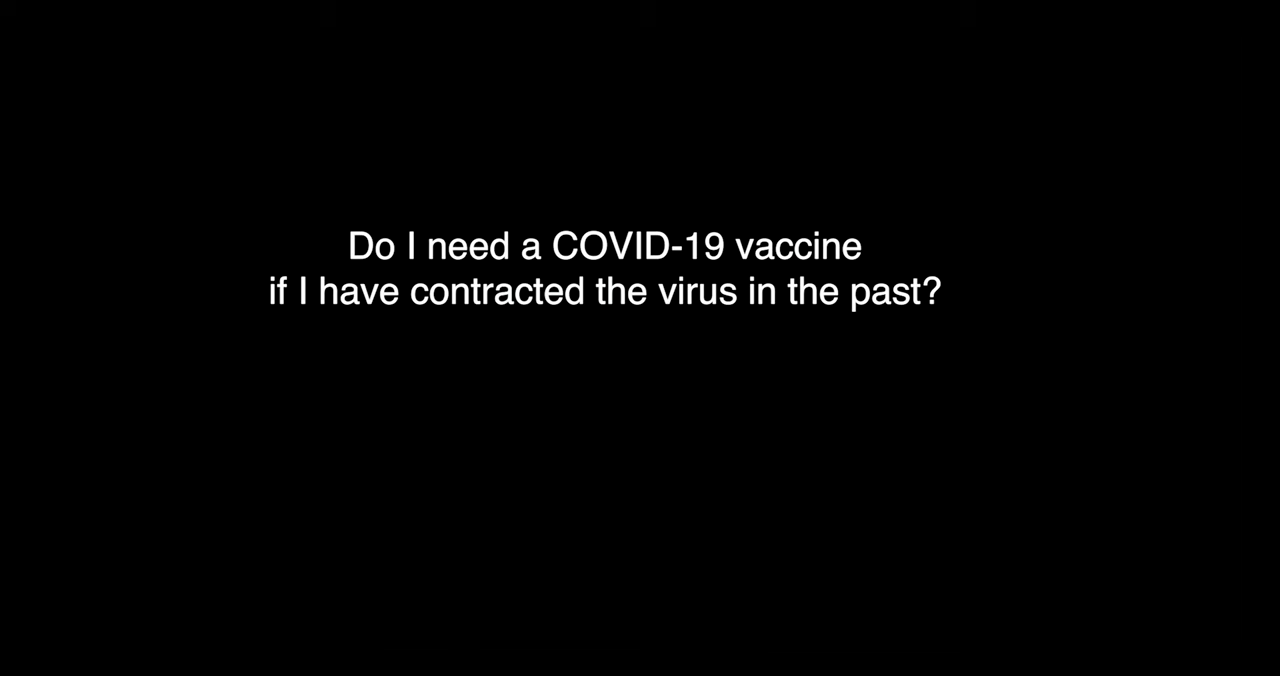 Do I need a COVID-19 vaccine
if I have contracted the virus in the past?